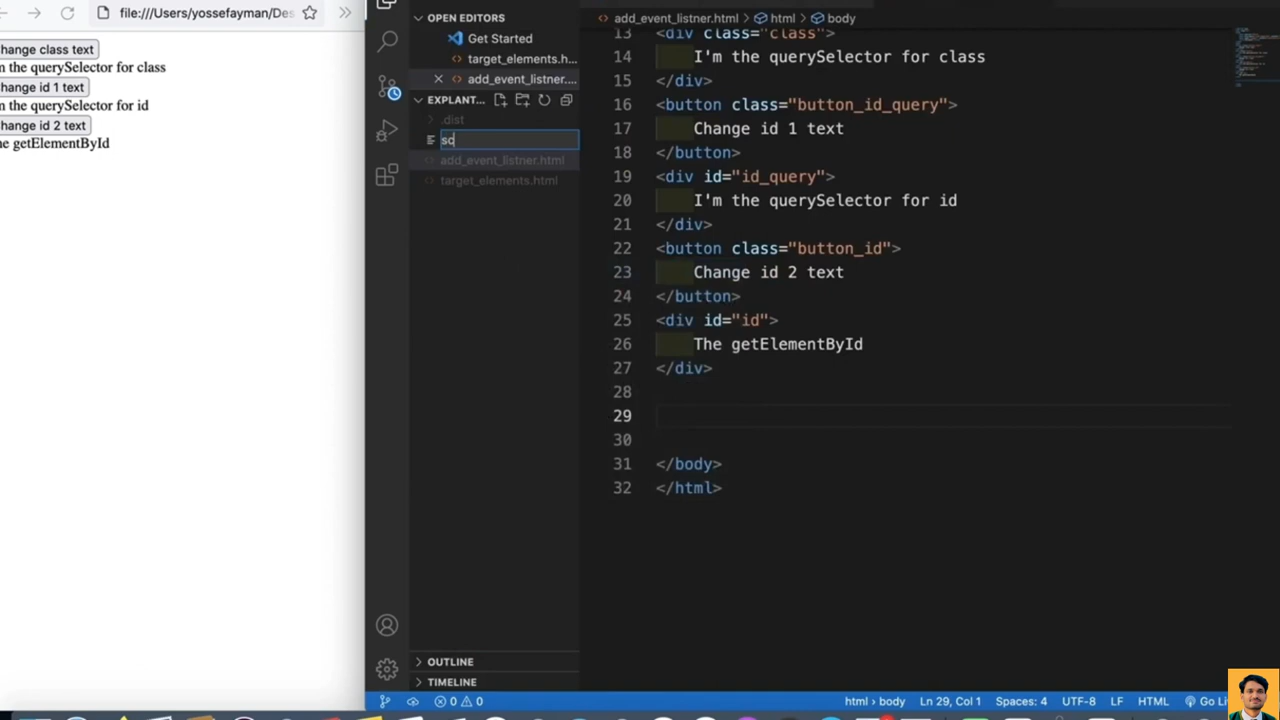 file:///Users/yossefayman/Des
hange class text
m the querySelector for class
hange id 1 text
m the querySelector for id
hange id 2 text
he getElementById
OPEN EDITORS
Get Started
target_elements.h...
add_event_listner....
EXPLANT...
.dist
sc
add_event_listner.html
target_elements.html
OUTLINE
TIMELINE
add_event_listner.html > html > body
13 <div class="class">
14 I'm the querySelector for class
15 </div>
16 <button class="button_id_query">
17 Change id 1 text
18 </button>
19 <div id="id_query">
20 I'm the querySelector for id
21 </div>
22 <button class="button_id">
23 Change id 2 text
24 </button>
25 <div id="id">
26 The getElementById
27 </div>
28
29
30
31 </body>
32 </html>
0 0 html > body Ln 29, Col 1 Spaces: 4 UTF-8 LF HTML Go Li